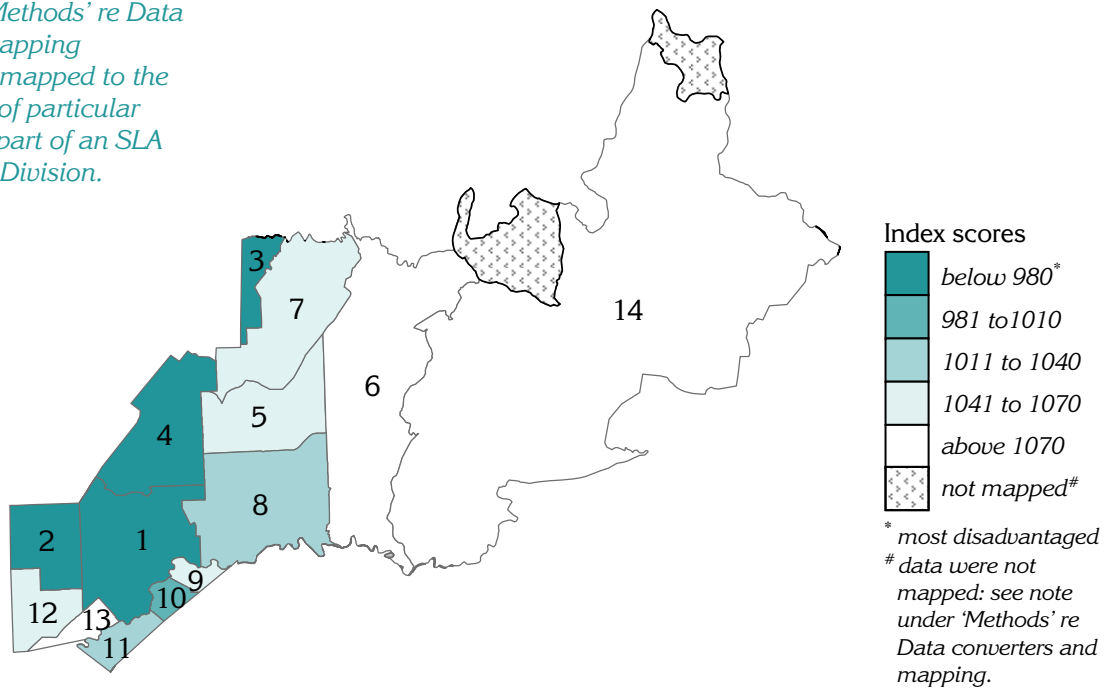 Methods’ re Data
apping
mapped to the
of particular
part of an SLA
Division.
3
7
14
6
5
4
8
2
1
9
10
12
13
11
Index scores
below 980*
981 to1010
1011 to 1040
1041 to 1070
above 1070
not mapped#
* most disadvantaged
# data were not
mapped: see note
under ‘Methods’ re
Data converters and
mapping.